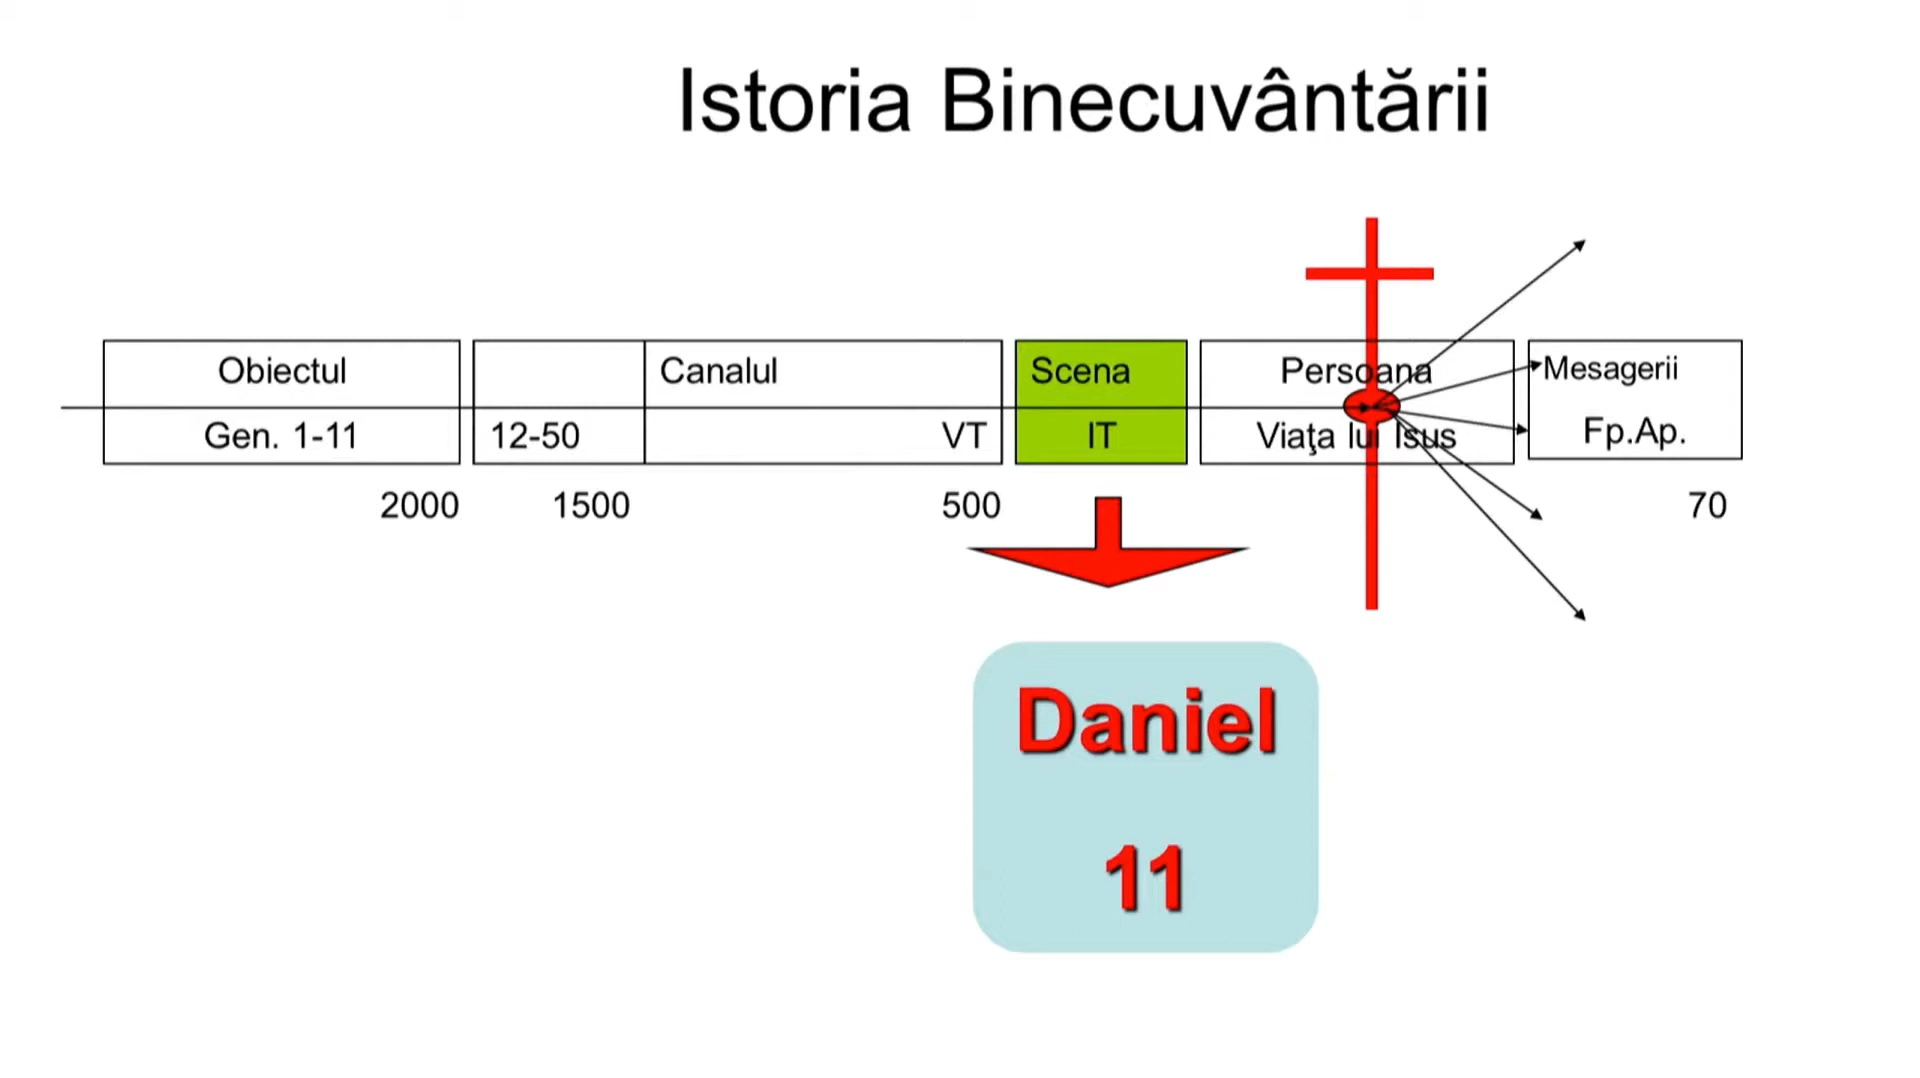 Istoria Binecuvântării
Obiectul
Canalul
Scena
Persoana
Mesagerii
Gen. 1-11
12-50
VT
IT
Viaţa lui Isus
Fp.Ap.
2000
1500
500
70
Daniel
11